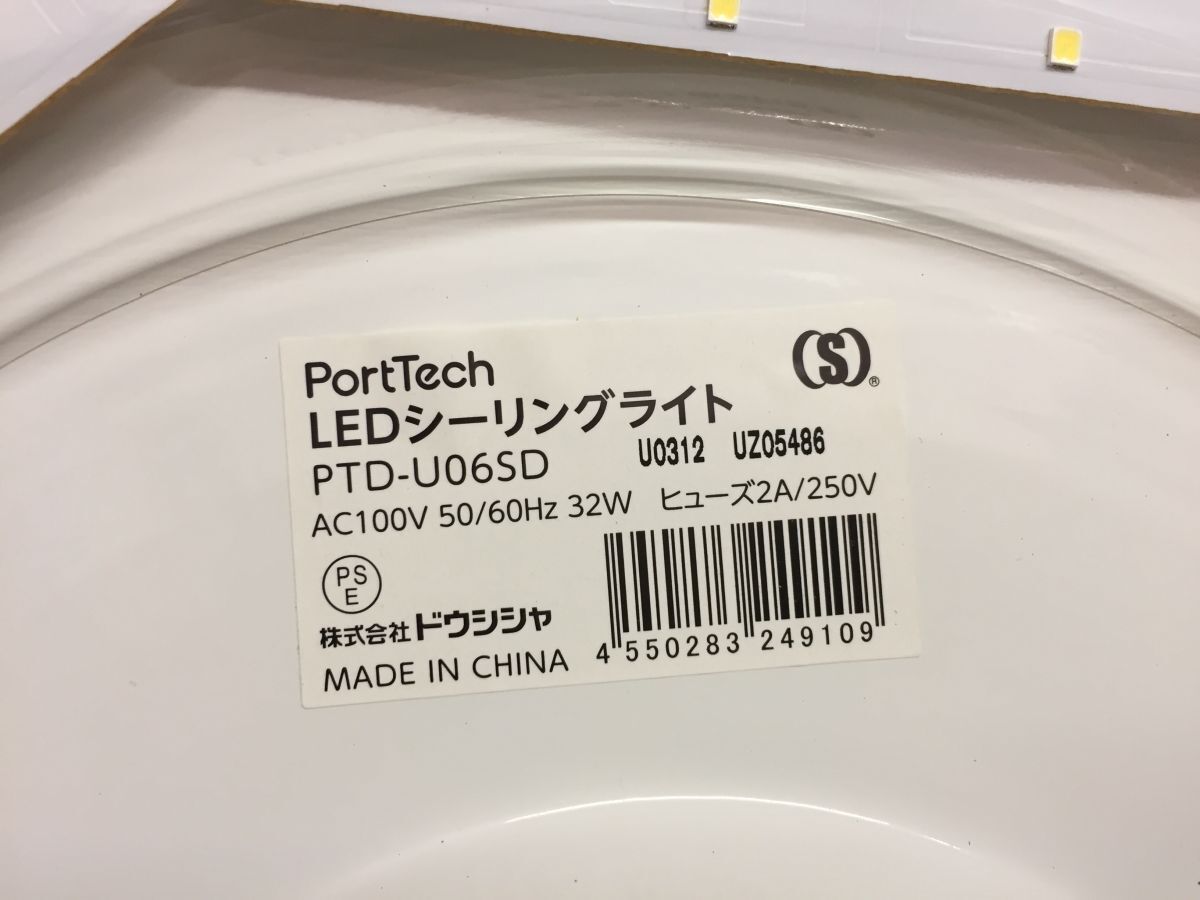 PortTech
(S)®
LEDシーリングライト
PTD-U06SD
U0312 UZ05486
AC100V 50/60Hz 32W ヒューズ2A/250V
PS
E
株式会社ドウシシャ
MADE IN CHINA
4 550283 249109